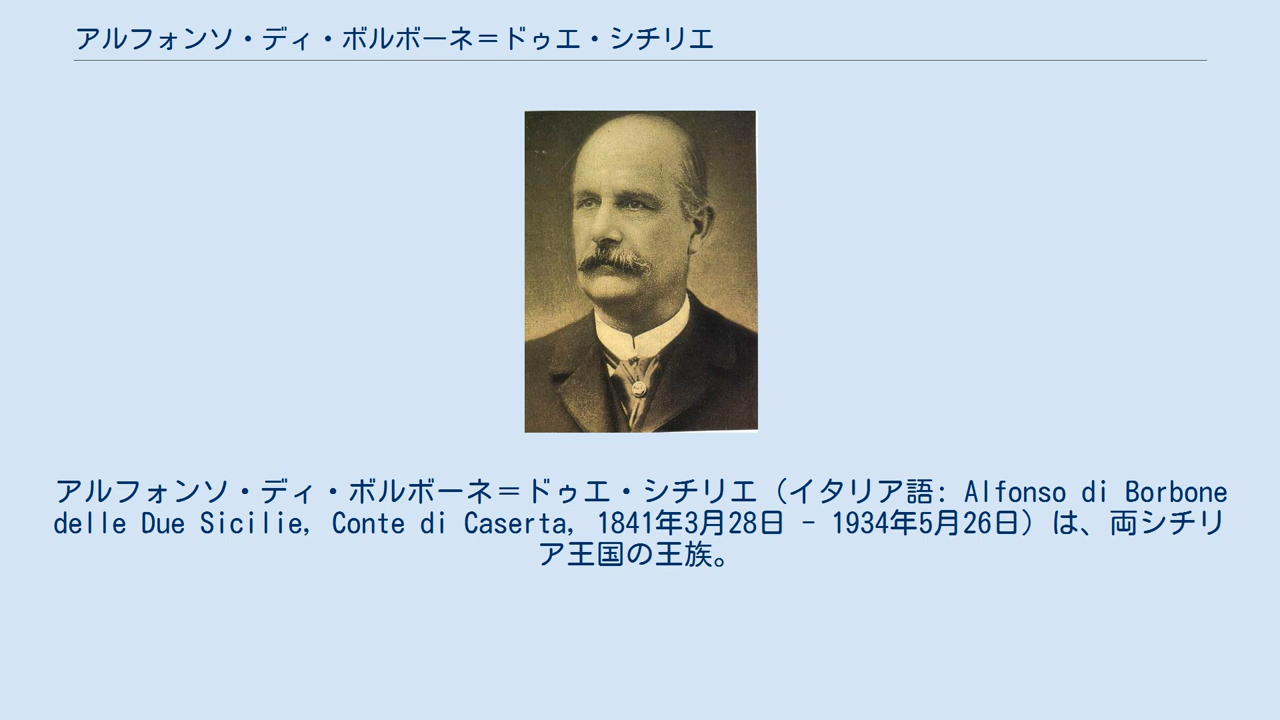 アルフォンソ・ディ・ボルボーネ＝ドゥエ・シチリエ
アルフォンソ・ディ・ボルボーネ＝ドゥエ・シチリエ（イタリア語: Alfonso di Borbone
delle Due Sicilie, Conte di Caserta, 1841年3月28日 - 1934年5月26日）は、両シチリ
ア王国の王族。